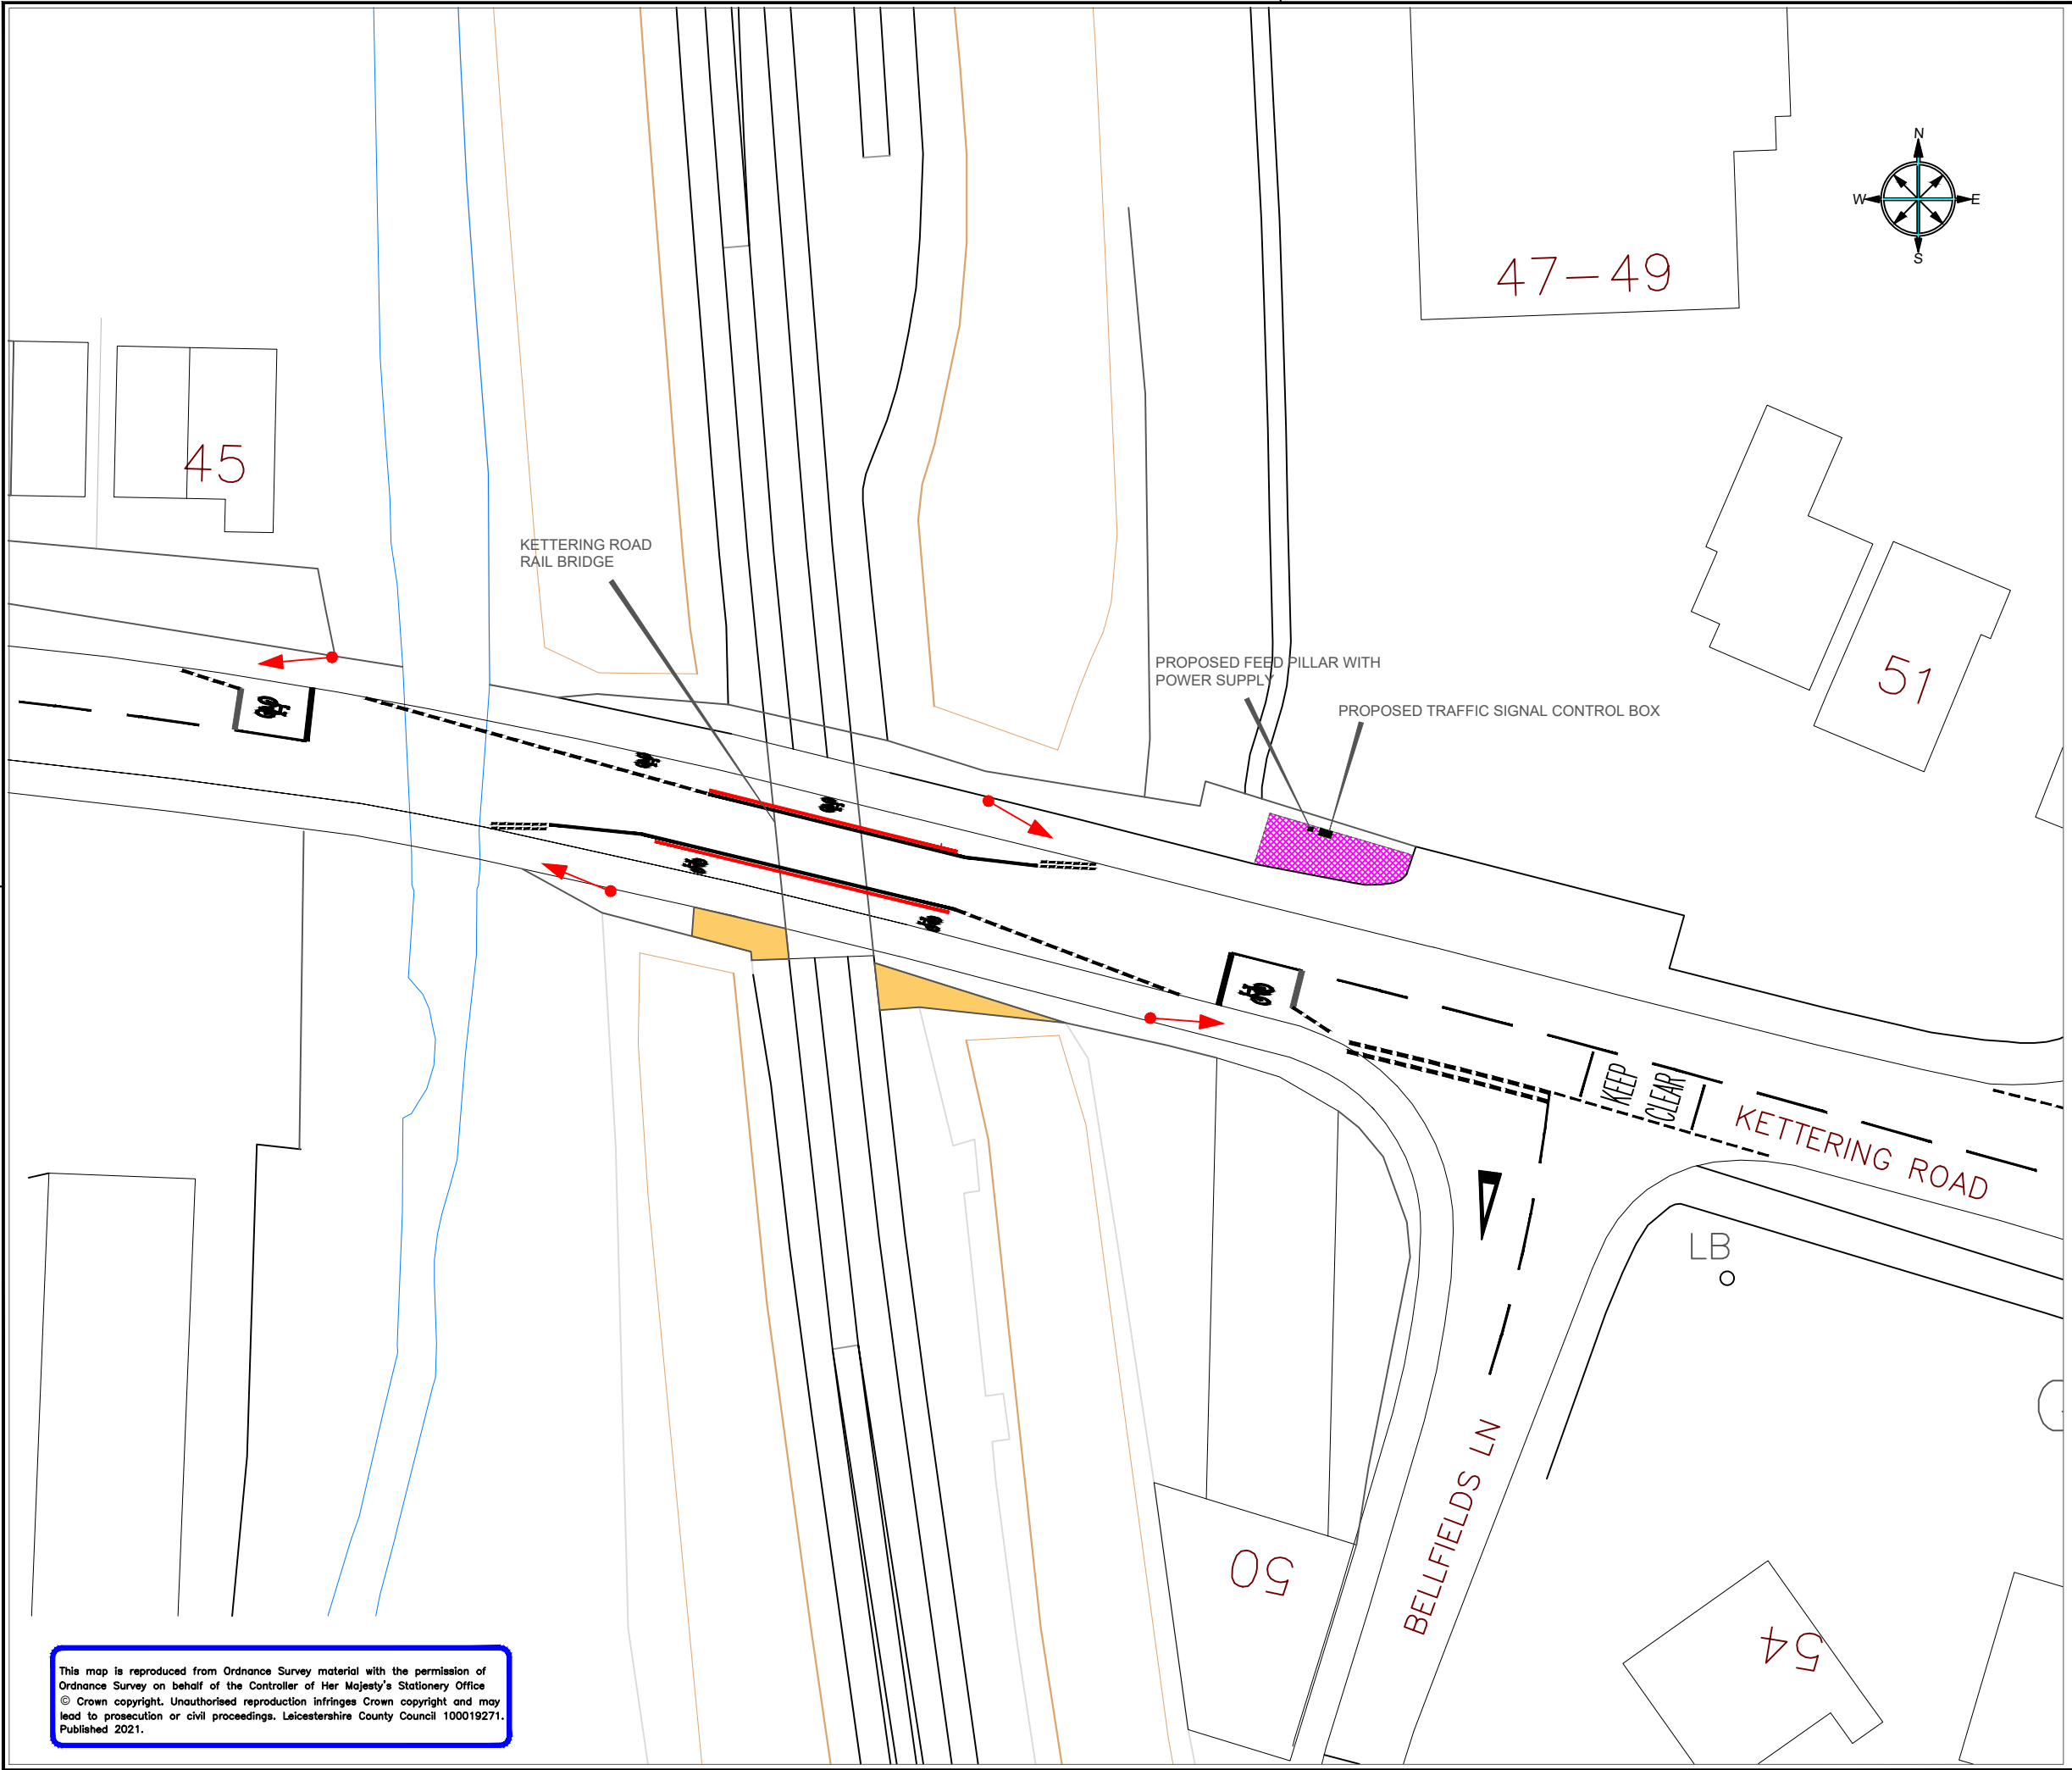 N
W
E
S
47-49
45
KETTERING ROAD
RAIL BRIDGE
51
PROPOSED FEED PILLAR WITH
POWER SUPPLY
PROPOSED TRAFFIC SIGNAL CONTROL BOX
KEEP
CLEAR
KETTERING ROAD
LB
BELLFIELDS LN
50
54
This map is reproduced from Ordnance Survey material with the permission of
Ordnance Survey on behalf of the Controller of Her Majesty's Stationery Office
© Crown copyright. Unauthorised reproduction infringes Crown copyright and may
lead to prosecution or civil proceedings. Leicestershire County Council 100019271.
Published 2021.